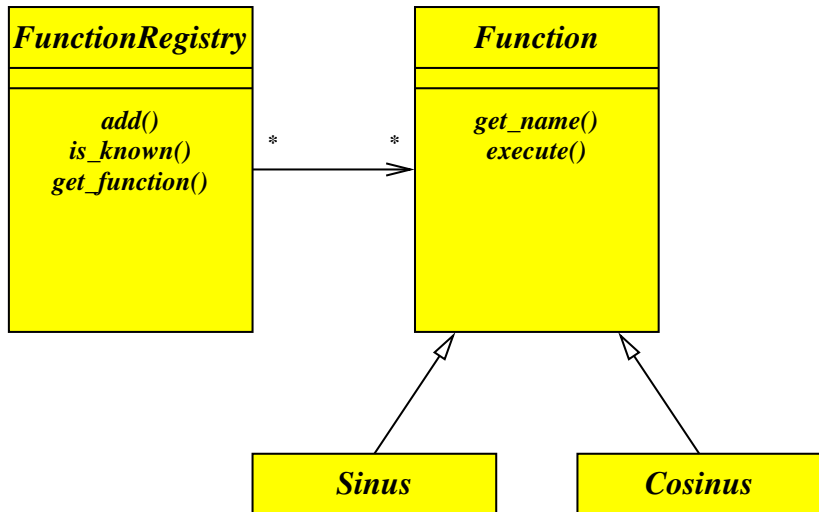 FunctionRegistry
add()
is_known()
get_function()
* *
Function
get_name()
execute()
Sinus
Cosinus